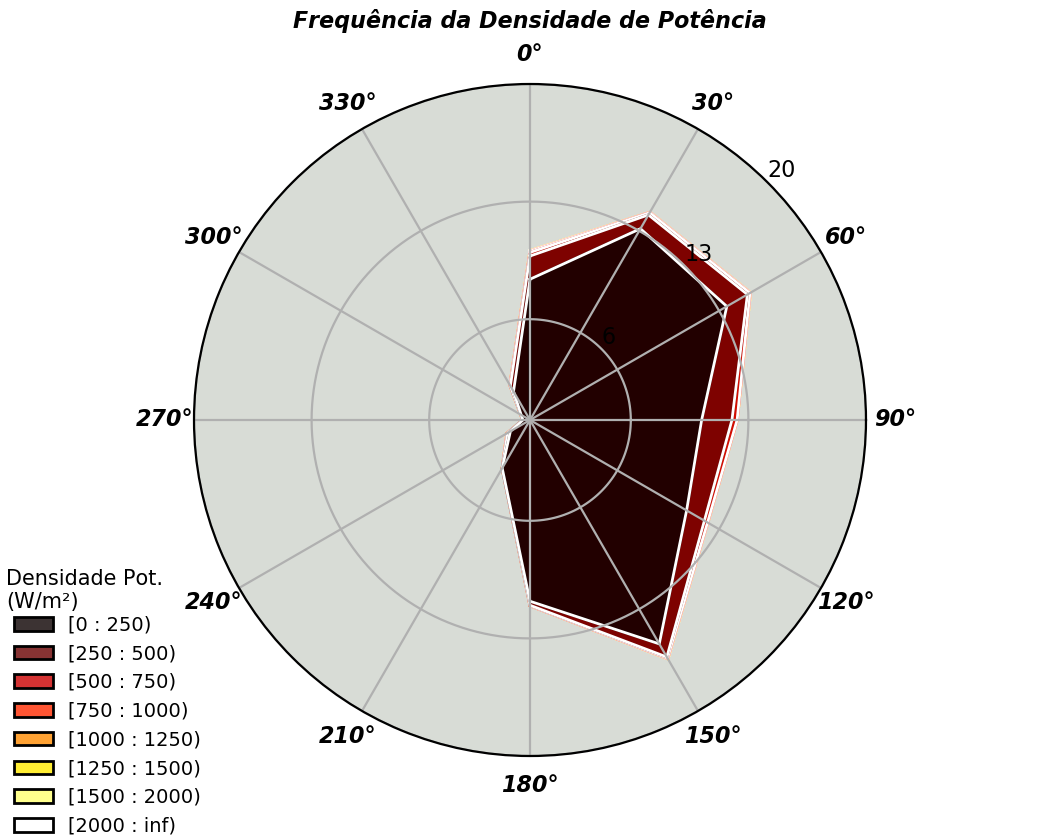 Frequência da Densidade de Potência
0°
330°
30°
20
300°
60°
13
6
270°
90°
240°
120°
210°
150°
180°
Densidade Pot.
(W/m²)
[0 : 250)
[250 : 500)
[500 : 750)
[750 : 1000)
[1000 : 1250)
[1250 : 1500)
[1500 : 2000)
[2000 : inf)